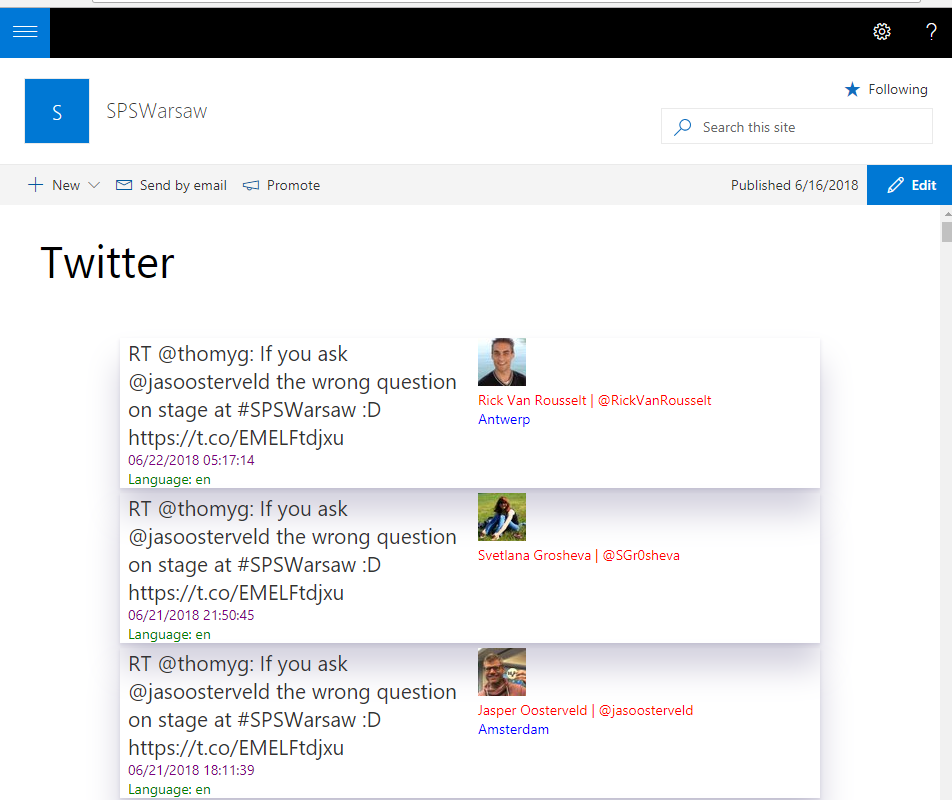 ?
S
SPSWarsaw
Following
Search this site
New
Send by email
Promote
Published 6/16/2018
Edit
Twitter
RT @thomyg: If you ask
@jasoosterveld the wrong question
on stage at #SPSWarsaw :D
https://t.co/EMELFtdjxu
06/22/2018 05:17:14
Language: en
Rick Van Rousselt | @RickVanRousselt
Antwerp
RT @thomyg: If you ask
@jasoosterveld the wrong question
on stage at #SPSWarsaw :D
https://t.co/EMELFtdjxu
06/21/2018 21:50:45
Language: en
Svetlana Grosheva | @SGr0sheva
RT @thomyg: If you ask
@jasoosterveld the wrong question
on stage at #SPSWarsaw :D
https://t.co/EMELFtdjxu
06/21/2018 18:11:39
Language: en
Jasper Oosterveld | @jasoosterveld
Amsterdam